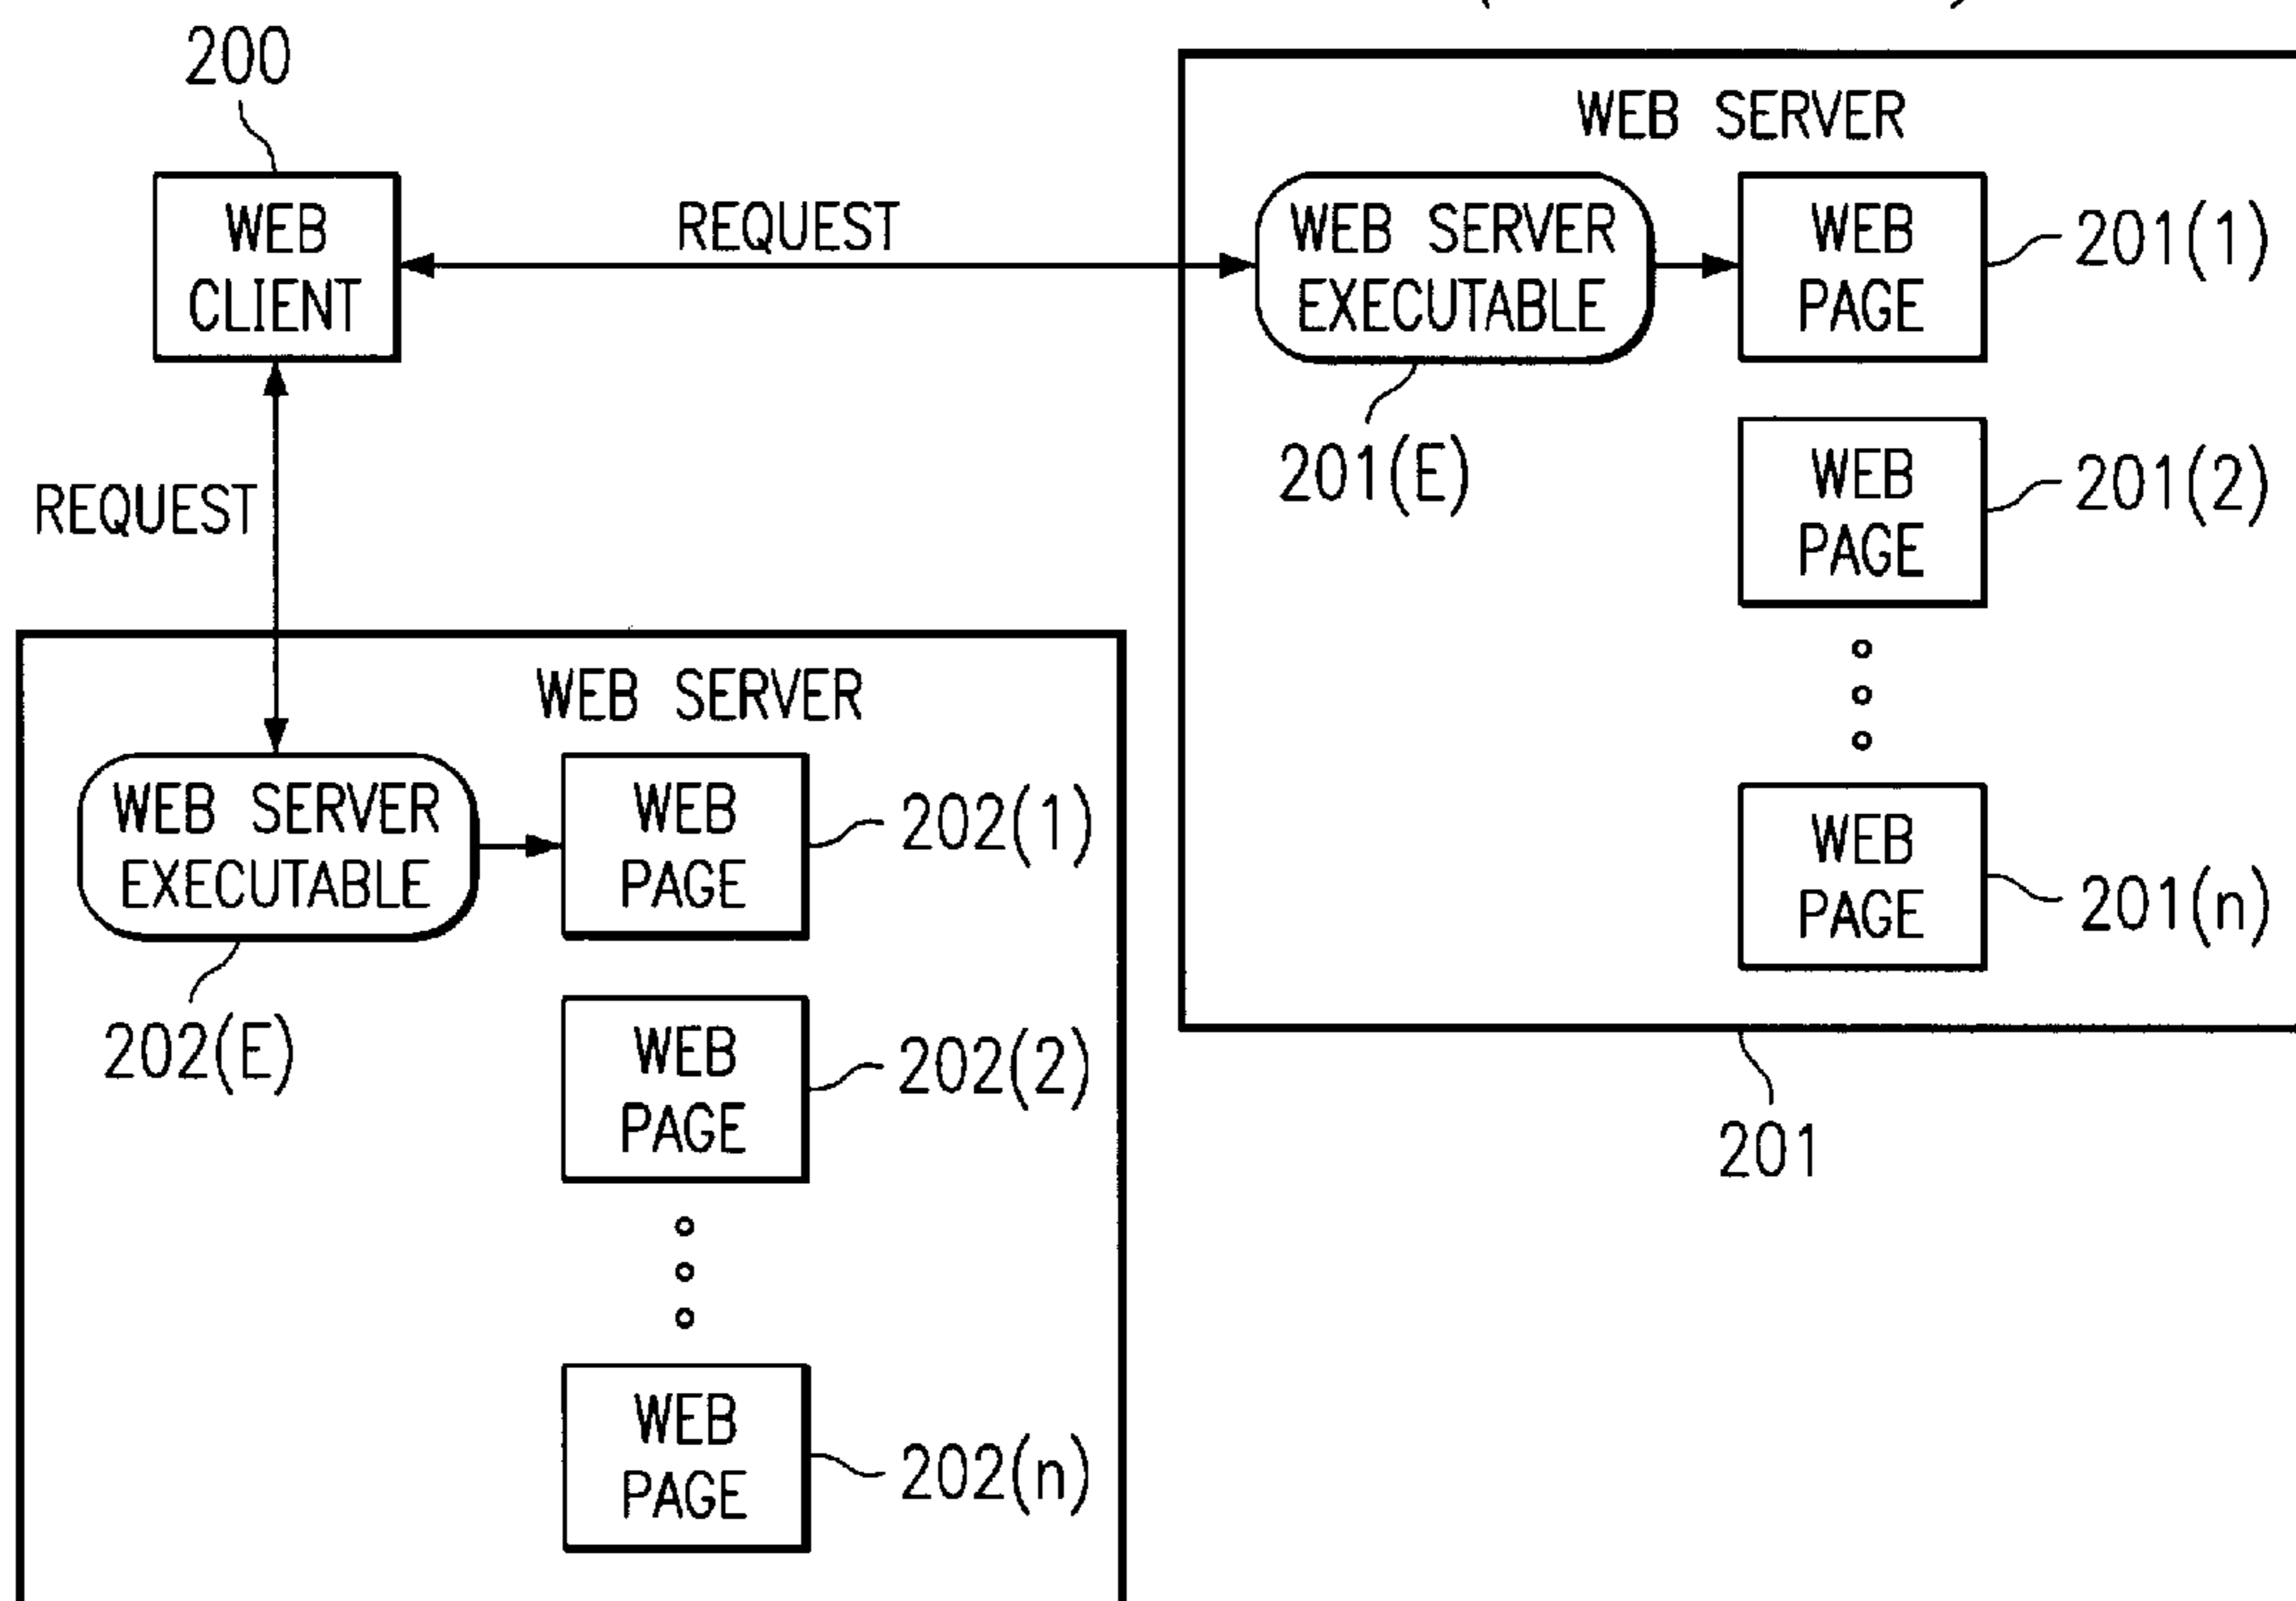 200
WEB
CLIENT
REQUEST
REQUEST
WEB SERVER
WEB SERVER
EXECUTABLE
201(E)
WEB
PAGE
201(1)
WEB
PAGE
201(2)
WEB
PAGE
201(n)
201
WEB SERVER
WEB SERVER
EXECUTABLE
202(E)
WEB
PAGE
202(1)
WEB
PAGE
202(2)
WEB
PAGE
202(n)